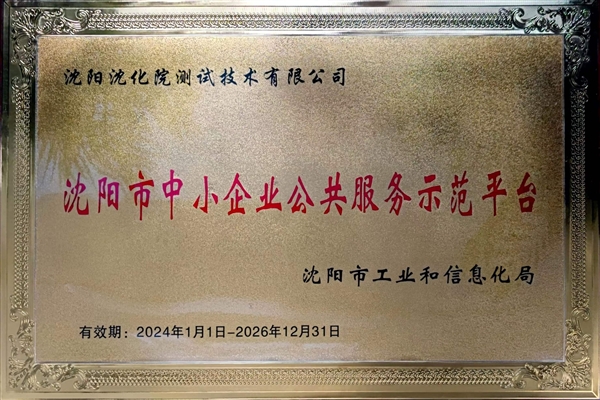 沈阳沈化院测试技术有限公司
沈阳市中小企业公共服务示范平台
沈阳市工业和信息化局
有效期：2024年1月1日-2026年12月31日